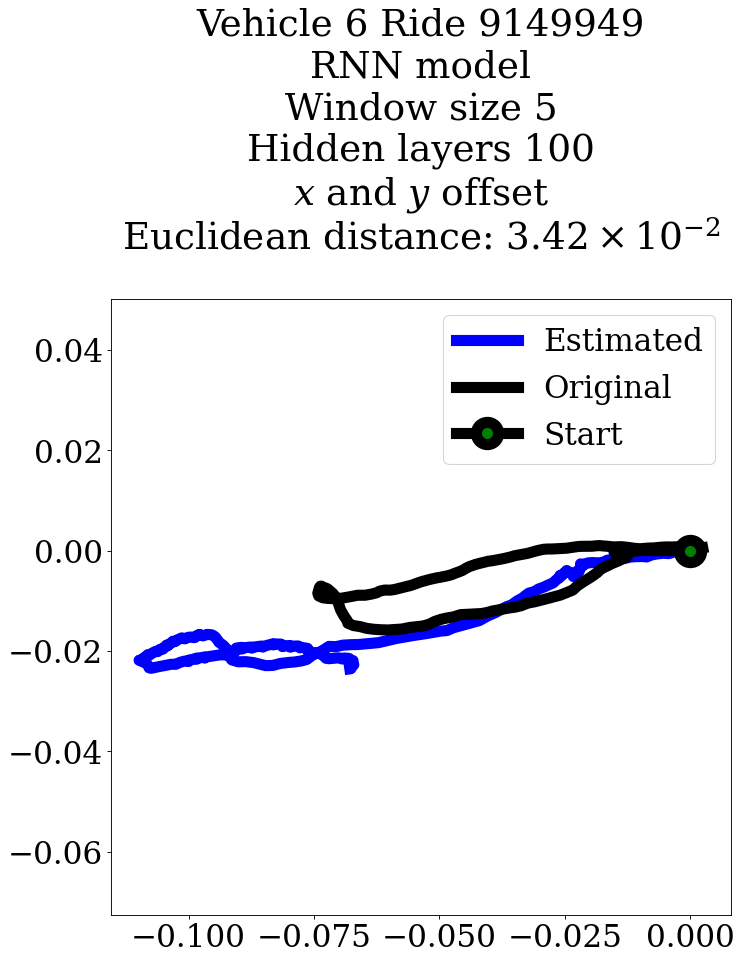 Vehicle 6 Ride 9149949
RNN model
Window size 5
Hidden layers 100
x and y offset
Euclidean distance: 3.42 × 10⁻²
Estimated
Original
Start
0.04
0.02
0.00
−0.02
−0.04
−0.06
−0.100 −0.075 −0.050 −0.025 0.000